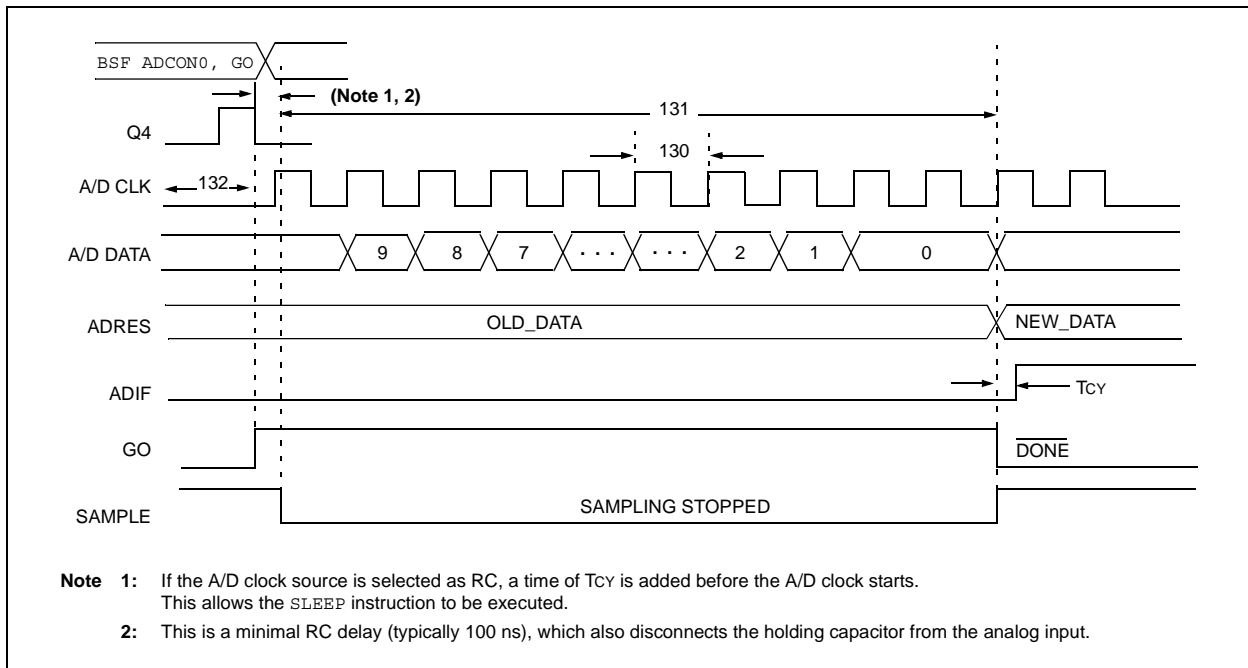 BSF ADCON0, GO
(Note 1, 2)
131
Q4
130
A/D CLK
132
A/D DATA
9 8 7 . . . . . . 2 1 0
ADRES
OLD_DATA
NEW_DATA
ADIF
TCY
GO
DONE
SAMPLE
SAMPLING STOPPED
Note 1: If the A/D clock source is selected as RC, a time of TCY is added before the A/D clock starts.
This allows the SLEEP instruction to be executed.
2: This is a minimal RC delay (typically 100 ns), which also disconnects the holding capacitor from the analog input.